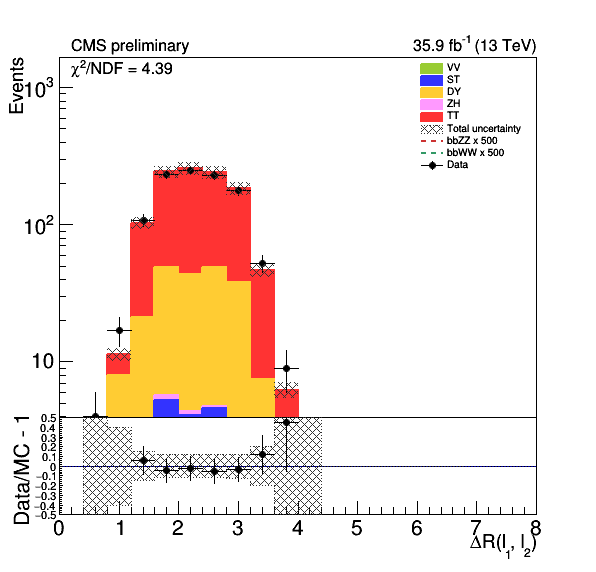 CMS preliminary
35.9 fb⁻¹ (13 TeV)
χ²/NDF = 4.39
Events
10³
10²
10
VV
ST
DY
ZH
TT
Total uncertainty
bbZZ x 500
bbWW x 500
Data
Data/MC - 1
0.5
0.4
0.3
0.2
0.1
0
−0.1
−0.2
−0.3
−0.4
−0.5
0 1 2 3 4 5 6 7 8
ΔR(l₁, l₂)